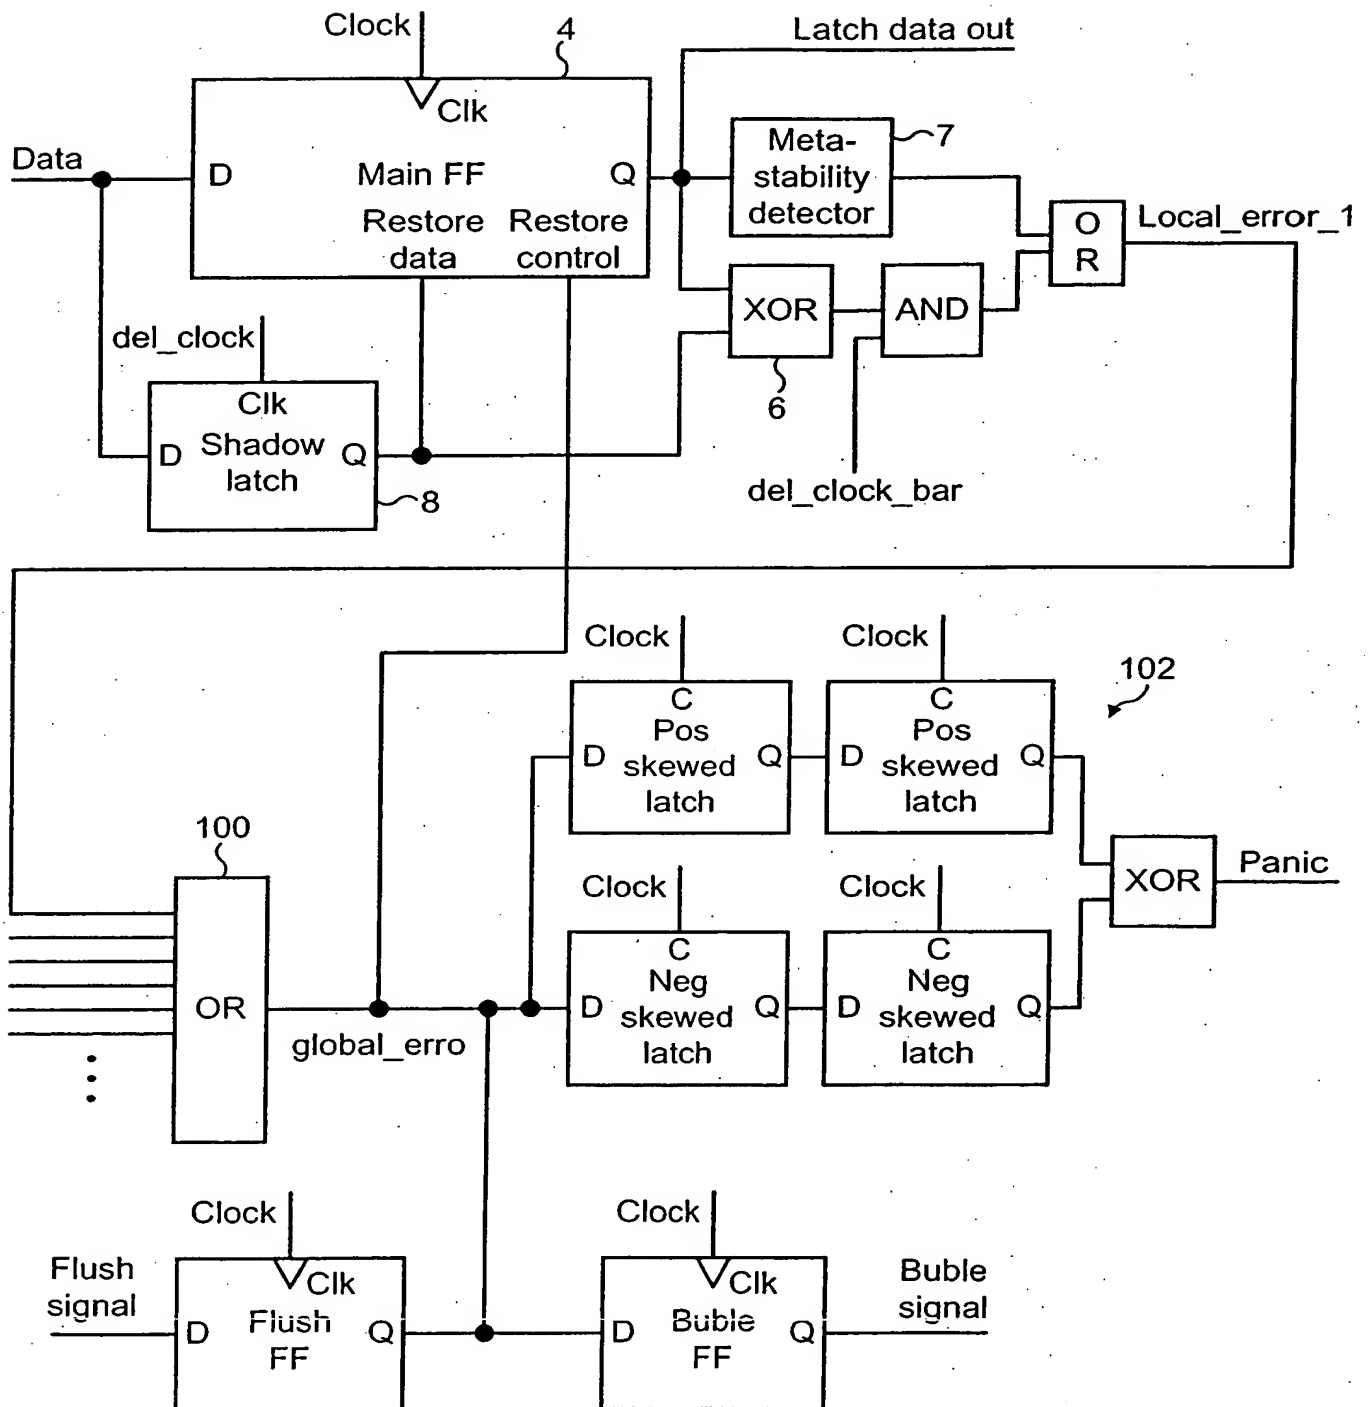 Clock
4
Latch data out
Clk
Data
D
Main FF
Q
Restore
data
Restore
control
Meta-
stability
detector
7
O
R
Local_error_1
XOR
6
AND
del_clock
Clk
D
Shadow
latch
Q
8
del_clock_bar
Clock
Clock
102
C
D
Pos
skewed
latch
Q
C
D
Pos
skewed
latch
Q
100
OR
global_erro
Clock
Clock
C
D
Neg
skewed
latch
Q
C
D
Neg
skewed
latch
Q
XOR
Panic
Clock
Flush
signal
Clk
D
Flush
FF
Q
Clock
Clk
D
Buble
FF
Q
Buble
signal